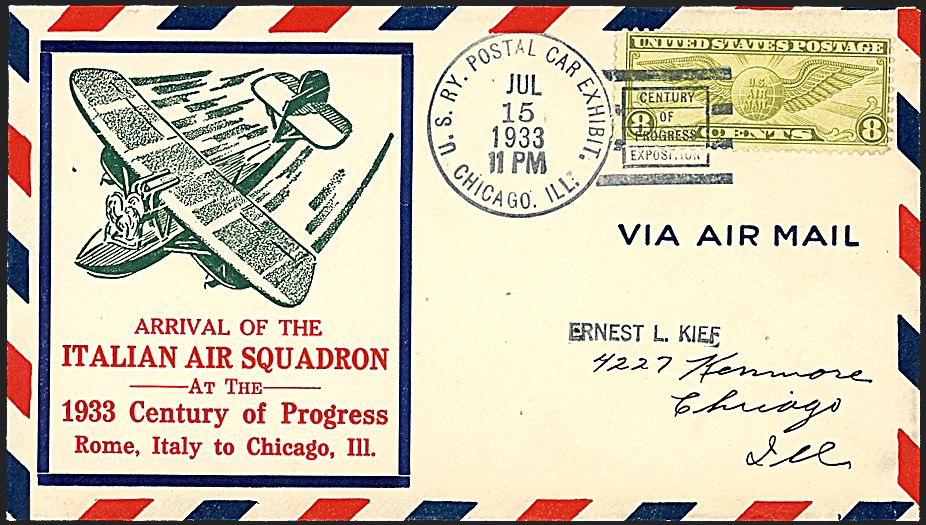 ARRIVAL OF THE
ITALIAN AIR SQUADRON
AT THE
1933 Century of Progress
Rome, Italy to Chicago, Ill.
U. S. RY. POSTAL CAR EXHIBIT.
JUL
15
1933
11 PM
CHICAGO. ILL.
CENTURY
OF
PROGRESS
EXPOSITION
UNITED STATES POSTAGE
U.S.
AIR
MAIL
8 CENTS 8
VIA AIR MAIL
ERNEST L. KIEF
4227 Kenmore
Chicago
Ill